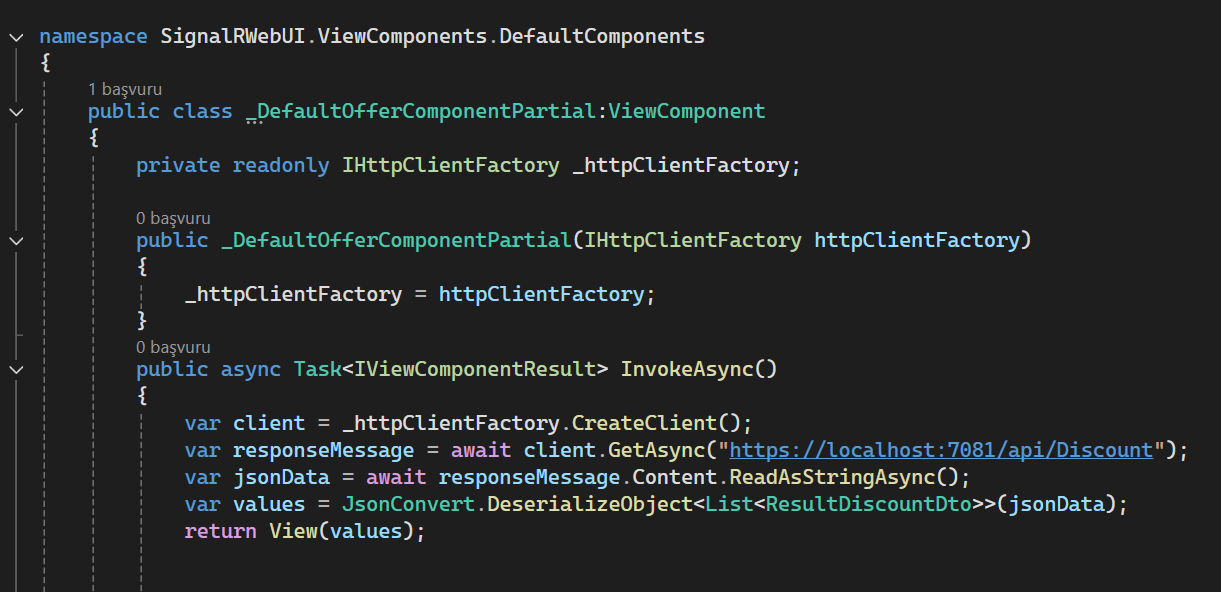 namespace SignalRWebUI.ViewComponents.DefaultComponents
{
1 başvuru
public class _DefaultOfferComponentPartial:ViewComponent
{
private readonly IHttpClientFactory _httpClientFactory;
0 başvuru
public _DefaultOfferComponentPartial(IHttpClientFactory httpClientFactory)
{
_httpClientFactory = httpClientFactory;
}
0 başvuru
public async Task<IViewComponentResult> InvokeAsync()
{
var client = _httpClientFactory.CreateClient();
var responseMessage = await client.GetAsync("https://localhost:7081/api/Discount");
var jsonData = await responseMessage.Content.ReadAsStringAsync();
var values = JsonConvert.DeserializeObject<List<ResultDiscountDto>>(jsonData);
return View(values);